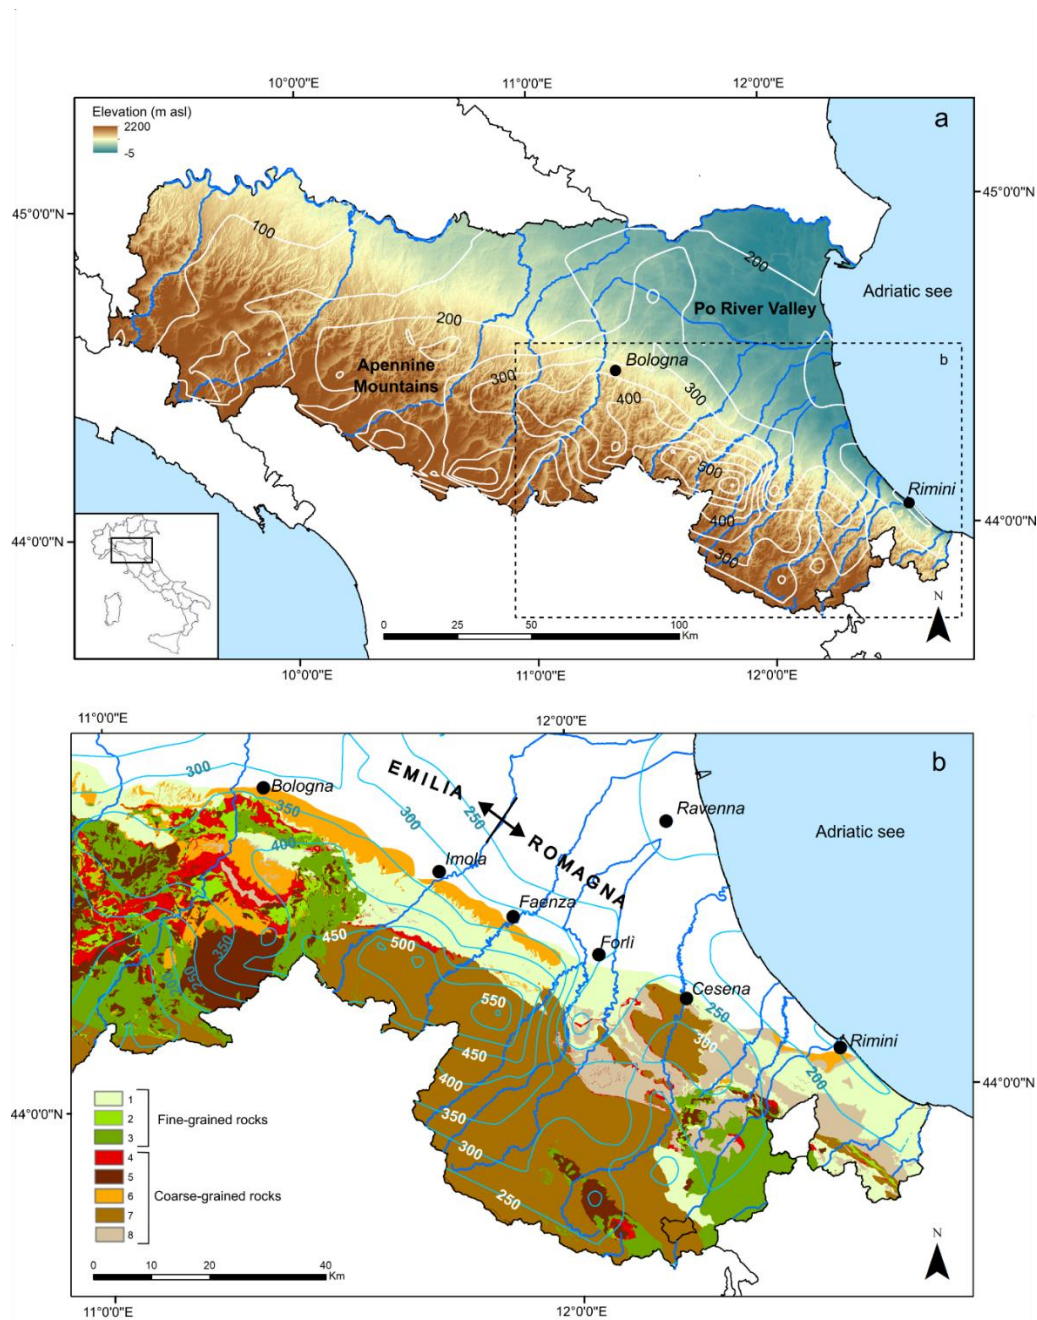 10°0'0"E
11°0'0"E
12°0'0"E
Elevation (m asl)
2200
-5
a
45°0'0"N
45°0'0"N
100
200
Adriatic see
Po River Valley
200
Apennine
Mountains
Bologna
b
300
300
400
500
Rimini
400
44°0'0"N
44°0'0"N
300
N
0
25
50
100
Km
10°0'0"E
11°0'0"E
12°0'0"E
11°0'0"E
12°0'0"E
b
300
EMILIA
Bologna
350
250
Ravenna
300
Adriatic see
400
Imola
ROMAGNA
Faenza
450
500
Forlì
350
350
300
Cesena
550
250
300
Rimini
450
200
400
44°0'0"N
44°0'0"N
350
1
2
Fine-grained rocks
3
300
4
5
250
6
Coarse-grained rocks
7
8
N
0
10
20
40
Km
11°0'0"E
12°0'0"E